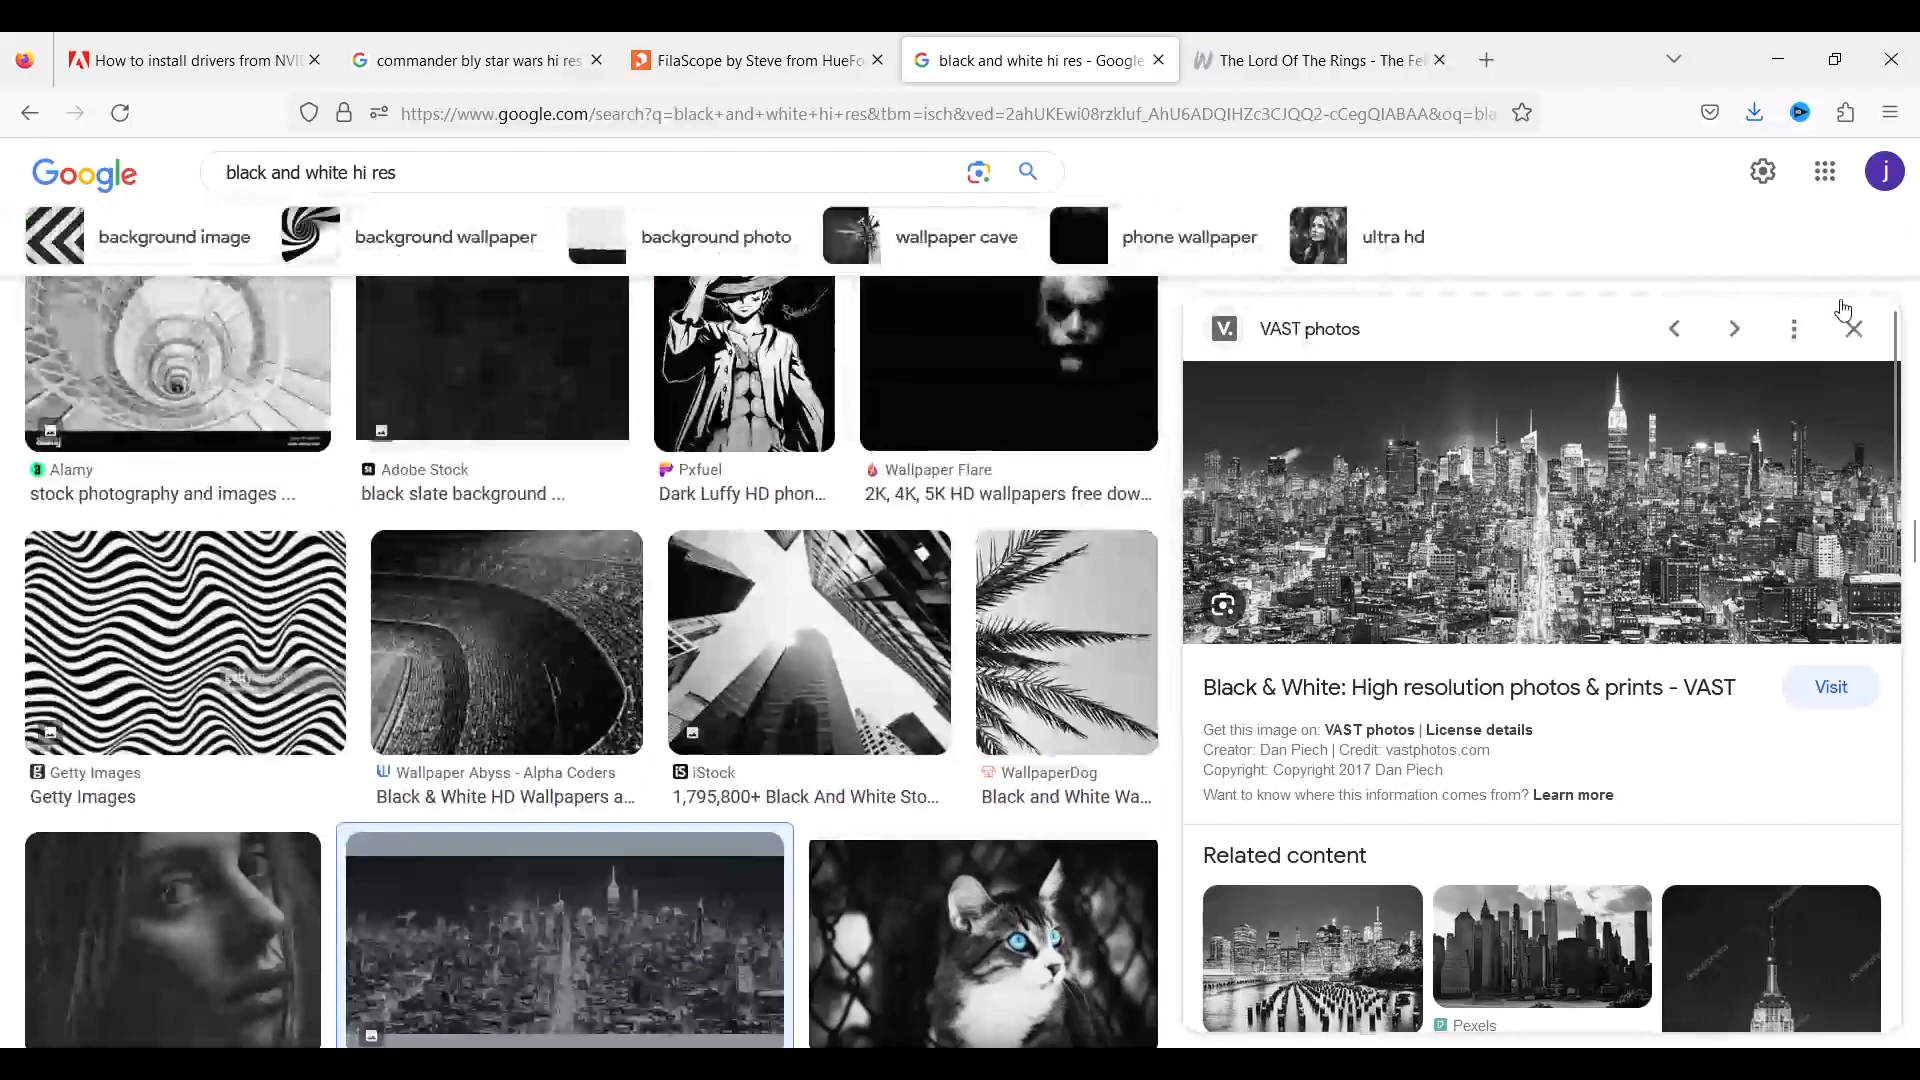 How to install drivers from NVI
commander bly star wars hi res
FilaScope by Steve from HueFo
black and white hi res - Google
The Lord Of The Rings - The Fel
https://www.google.com/search?q=black+and+white+hi+res&tbm=isch&ved=2ahUKEwi08rzkluf_AhU6ADQIHZc3CJQQ2-cCegQIABAA&oq=bla
Google
black and white hi res
j
background image
background wallpaper
background photo
wallpaper cave
phone wallpaper
ultra hd
V. VAST photos
Alamy
stock photography and images ...
Adobe Stock
black slate background ...
Pxfuel
Dark Luffy HD phon...
Wallpaper Flare
2K, 4K, 5K HD wallpapers free dow...
Getty Images
Getty Images
Wallpaper Abyss - Alpha Coders
Black & White HD Wallpapers a...
iStock
1,795,800+ Black And White Sto...
WallpaperDog
Black and White Wa...
Black & White: High resolution photos & prints - VAST
Visit
Get this image on: VAST photos | License details
Creator: Dan Piech | Credit: vastphotos.com
Copyright: Copyright 2017 Dan Piech
Want to know where this information comes from? Learn more
Related content
Pexels